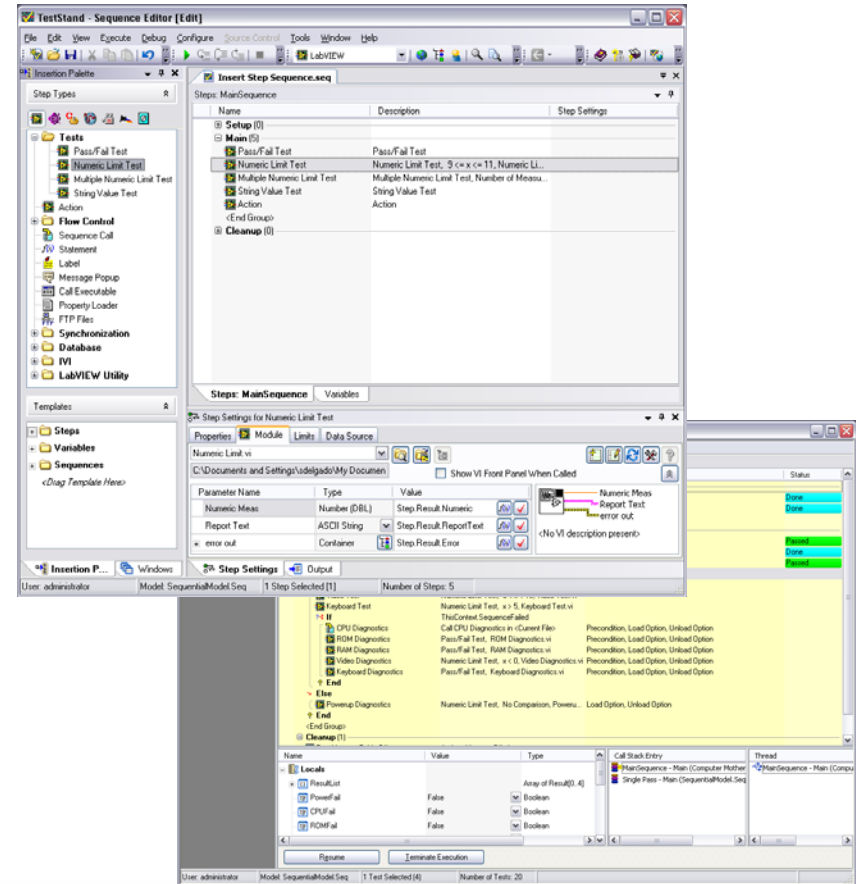 TestStand - Sequence Editor [Edit]
File Edit View Execute Debug Configure Source Control Tools Window Help
LabVIEW
Insertion Palette
Step Types
Tests
Pass/Fail Test
Numeric Limit Test
Multiple Numeric Limit Test
String Value Test
Action
Flow Control
Sequence Call
Statement
Label
Message Popup
Call Executable
Property Loader
FTP Files
Synchronization
Database
IVI
LabVIEW Utility
Templates
Steps
Variables
Sequences
<Drag Template Here>
Insertion P... Windows
Insert Step Sequence.seq
Steps: MainSequence
Name Description Step Settings
Setup (0)
Main (5)
Pass/Fail Test Pass/Fail Test
Numeric Limit Test Numeric Limit Test, 9 <= x <= 11, Numeric Li...
Multiple Numeric Limit Test Multiple Numeric Limit Test, Number of Measu...
String Value Test String Value Test
Action Action
<End Group>
Cleanup (0)
Steps: MainSequence Variables
Step Settings for Numeric Limit Test
Properties Module Limits Data Source
Numeric Limit.vi
C:\Documents and Settings\sdelgado\My Documen Show VI Front Panel When Called
Parameter Name Type Value
Numeric Meas Number (DBL) Step.Result.Numeric f(x)
Report Text ASCII String Step.Result.ReportText f(x)
error out Container Step.Result.Error f(x)
Numeric Meas
Report Text
error out
<No VI description present>
Step Settings Output
User: administrator Model: SequentialModel.Seq 1 Step Selected [1] Number of Steps: 5
Status
Done
Done
Passed
Done
Passed
Keyboard Test Numeric Limit Test, x > 5, Keyboard Test.vi
If ThisContext.SequenceFailed
CPU Diagnostics Call CPU Diagnostics in <Current File> Precondition, Load Option, Unload Option
ROM Diagnostics Pass/Fail Test, ROM Diagnostics.vi Precondition, Load Option, Unload Option
RAM Diagnostics Pass/Fail Test, RAM Diagnostics.vi Precondition, Load Option, Unload Option
Video Diagnostics Numeric Limit Test, x < 0, Video Diagnostics.vi Precondition, Load Option, Unload Option
Keyboard Diagnostics Pass/Fail Test, Keyboard Diagnostics.vi Precondition, Load Option, Unload Option
End
Else
Powerup Diagnostics Numeric Limit Test, No Comparison, Poweru... Load Option, Unload Option
End
<End Group>
Cleanup (1)
Name Value Type
Locals
ResultList Array of Result[0..4]
PowerFail False Boolean
CPUFail False Boolean
ROMFail False Boolean
Call Stack Entry
MainSequence - Main (Computer Mother
Single Pass - Main (SequentialModel.Seq
Thread
MainSequence - Main (Compu
Resume Terminate Execution
User: administrator Model: SequentialModel.Seq 1 Test Selected (4) Number of Tests: 20